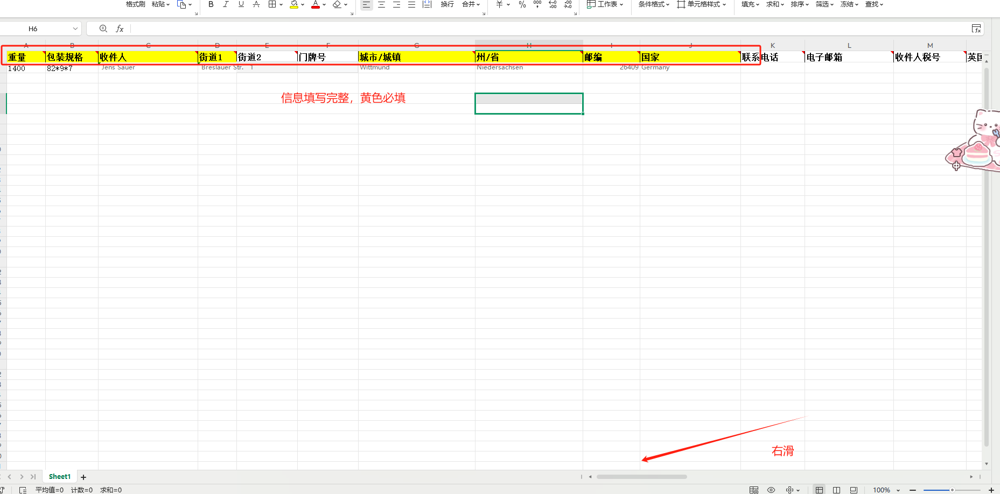 格式刷 粘贴 B I U A A 换行 合并 ￥ % 工作表 条件格式 单元格样式 填充 求和 排序 筛选 冻结 查找
H6 fx
A B C D E F G H I J K L M
重量 包装规格 收件人 街道1 街道2 门牌号 城市/城镇 州/省 邮编 国家 联系电话 电子邮箱 收件人税号
1400 82*9*7 Jens Sauer Breslauer Str. 1 Wittmund Niedersachsen 26409 Germany
信息填写完整，黄色必填
右滑
Sheet1 +
平均值=0 计数=0 求和=0 100%